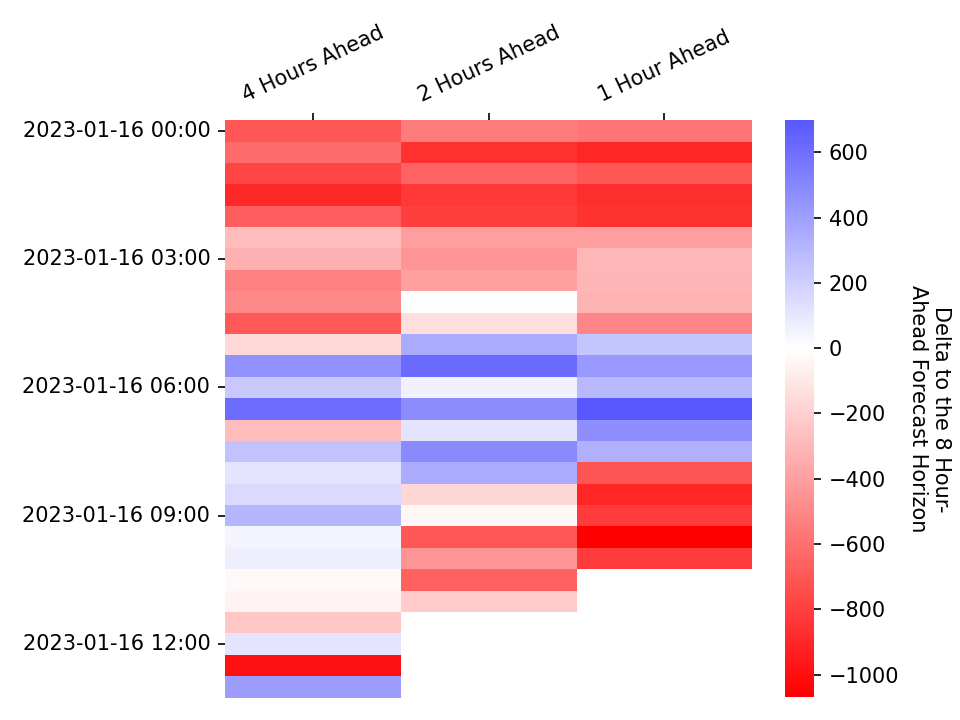 4 Hours Ahead
2 Hours Ahead
1 Hour Ahead
2023-01-16 00:00
2023-01-16 03:00
2023-01-16 06:00
2023-01-16 09:00
2023-01-16 12:00
600
400
200
0
−200
−400
−600
−800
−1000
Delta to the 8 Hour-
Ahead Forecast Horizon